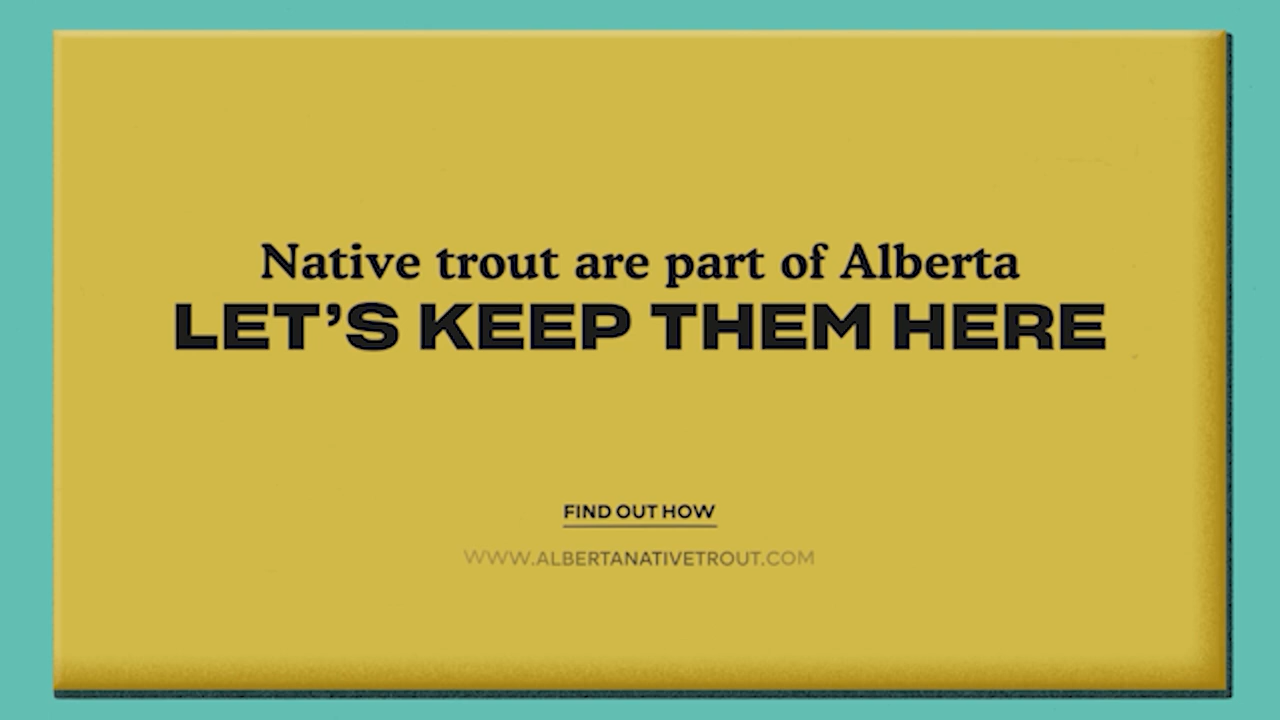 Native trout are part of Alberta
LET'S KEEP THEM HERE
FIND OUT HOW
WWW.ALBERTANATIVETROUT.COM